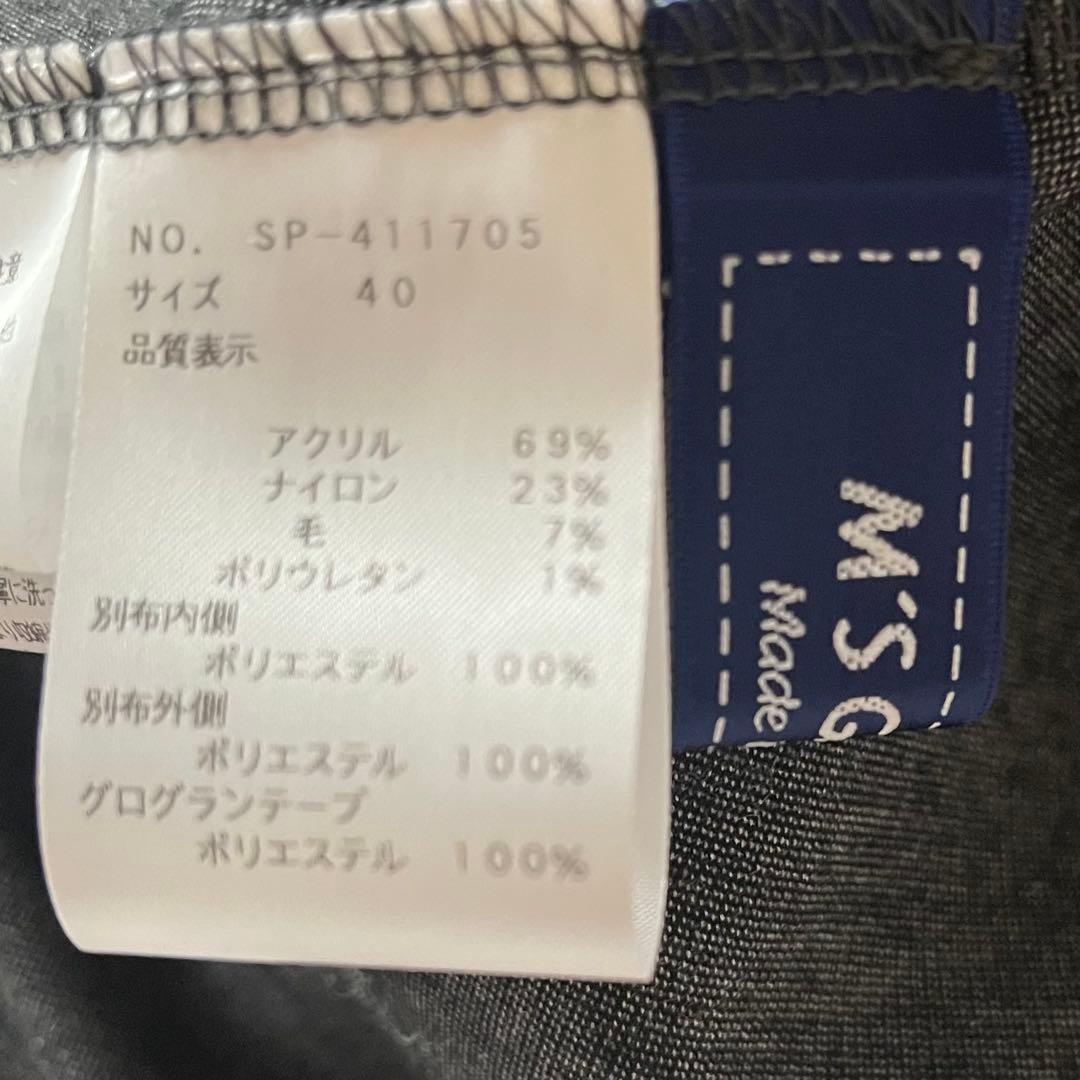 NO. SP-411705
サイズ 40
品質表示
アクリル 69%
ナイロン 23%
毛 7%
ポリウレタン 1%
別布内側
ポリエステル 100%
別布外側
ポリエステル 100%
グログランテープ
ポリエステル 100%
M'S G
Made